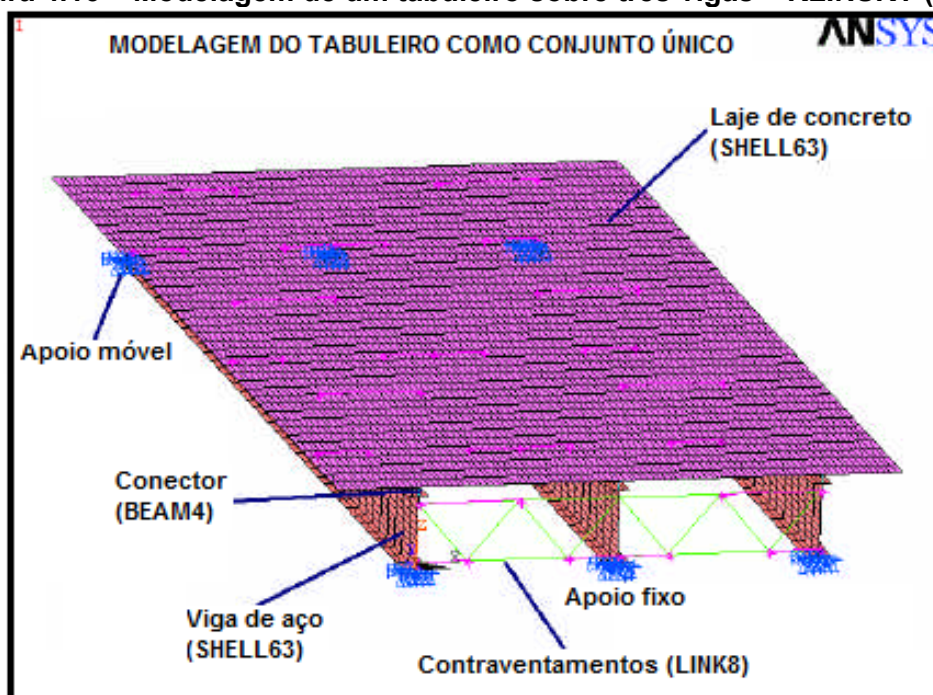 MODELAGEM DO TABULEIRO COMO CONJUNTO ÚNICO
ANSYS
1
Laje de concreto
(SHELL63)
Apoio móvel
Conector
(BEAM4)
Z
Viga de aço
(SHELL63)
Apoio fixo
Contraventamentos (LINK8)